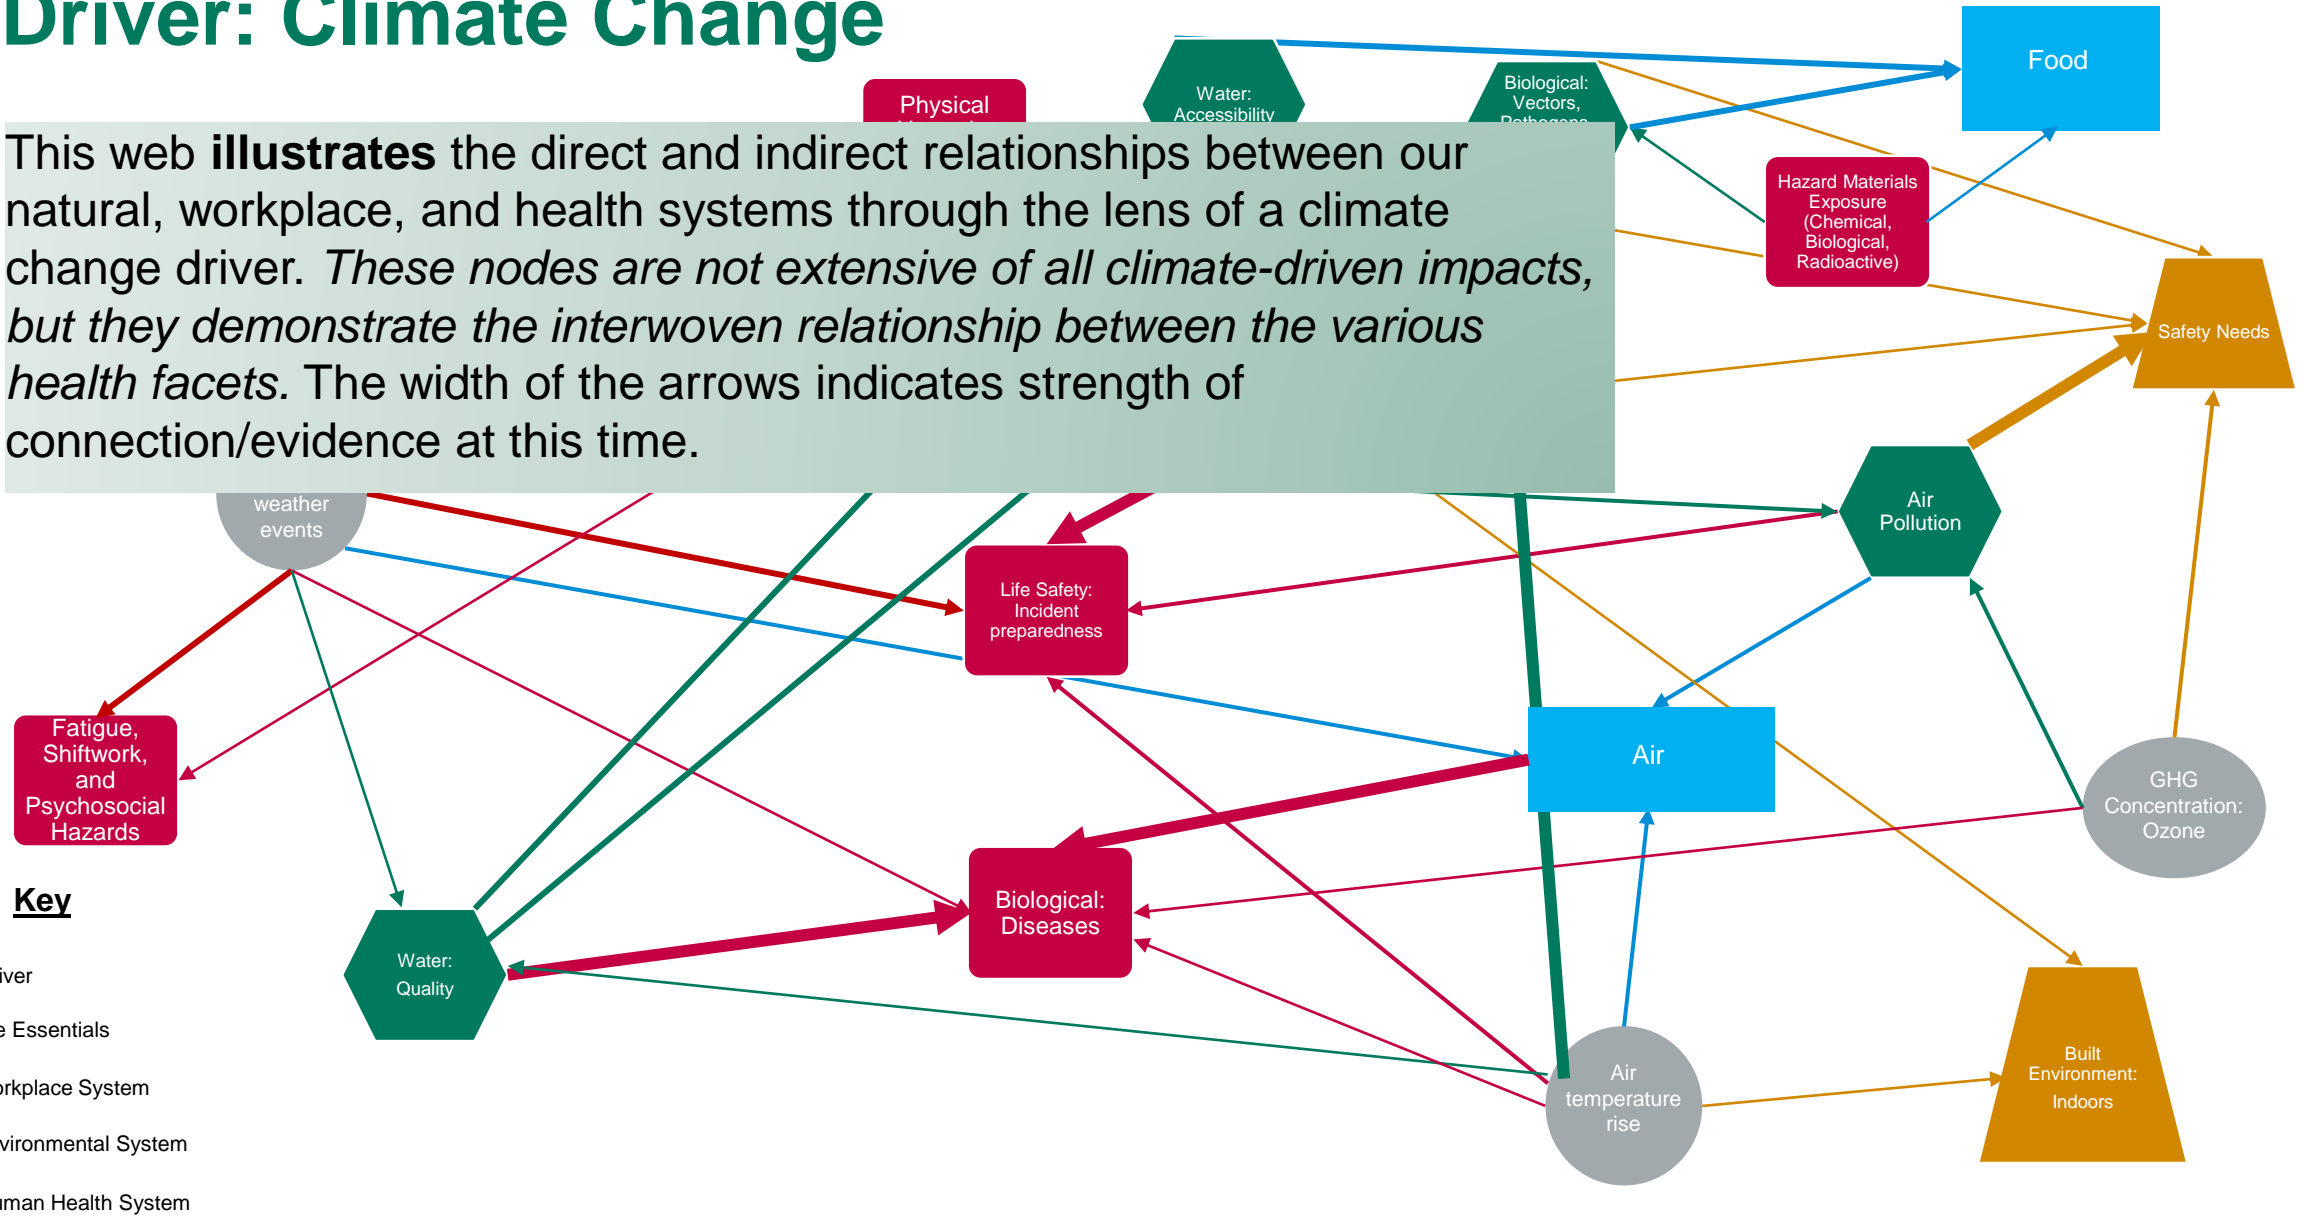 Driver: Climate Change
Food
Physical
Water:
Accessibility
Biological:
Vectors,
Pathogens
This web illustrates the direct and indirect relationships between our
natural, workplace, and health systems through the lens of a climate
change driver. These nodes are not extensive of all climate-driven impacts,
but they demonstrate the interwoven relationship between the various
health facets. The width of the arrows indicates strength of
connection/evidence at this time.
Hazard Materials
Exposure
(Chemical,
Biological,
Radioactive)
Safety Needs
weather
events
Air
Pollution
Life Safety:
Incident
preparedness
Fatigue,
Shiftwork,
and
Psychosocial
Hazards
Air
GHG
Concentration:
Ozone
Key
Biological:
Diseases
Water:
Quality
iver
e Essentials
orkplace System
vironmental System
uman Health System
Air
temperature
rise
Built
Environment:
Indoors